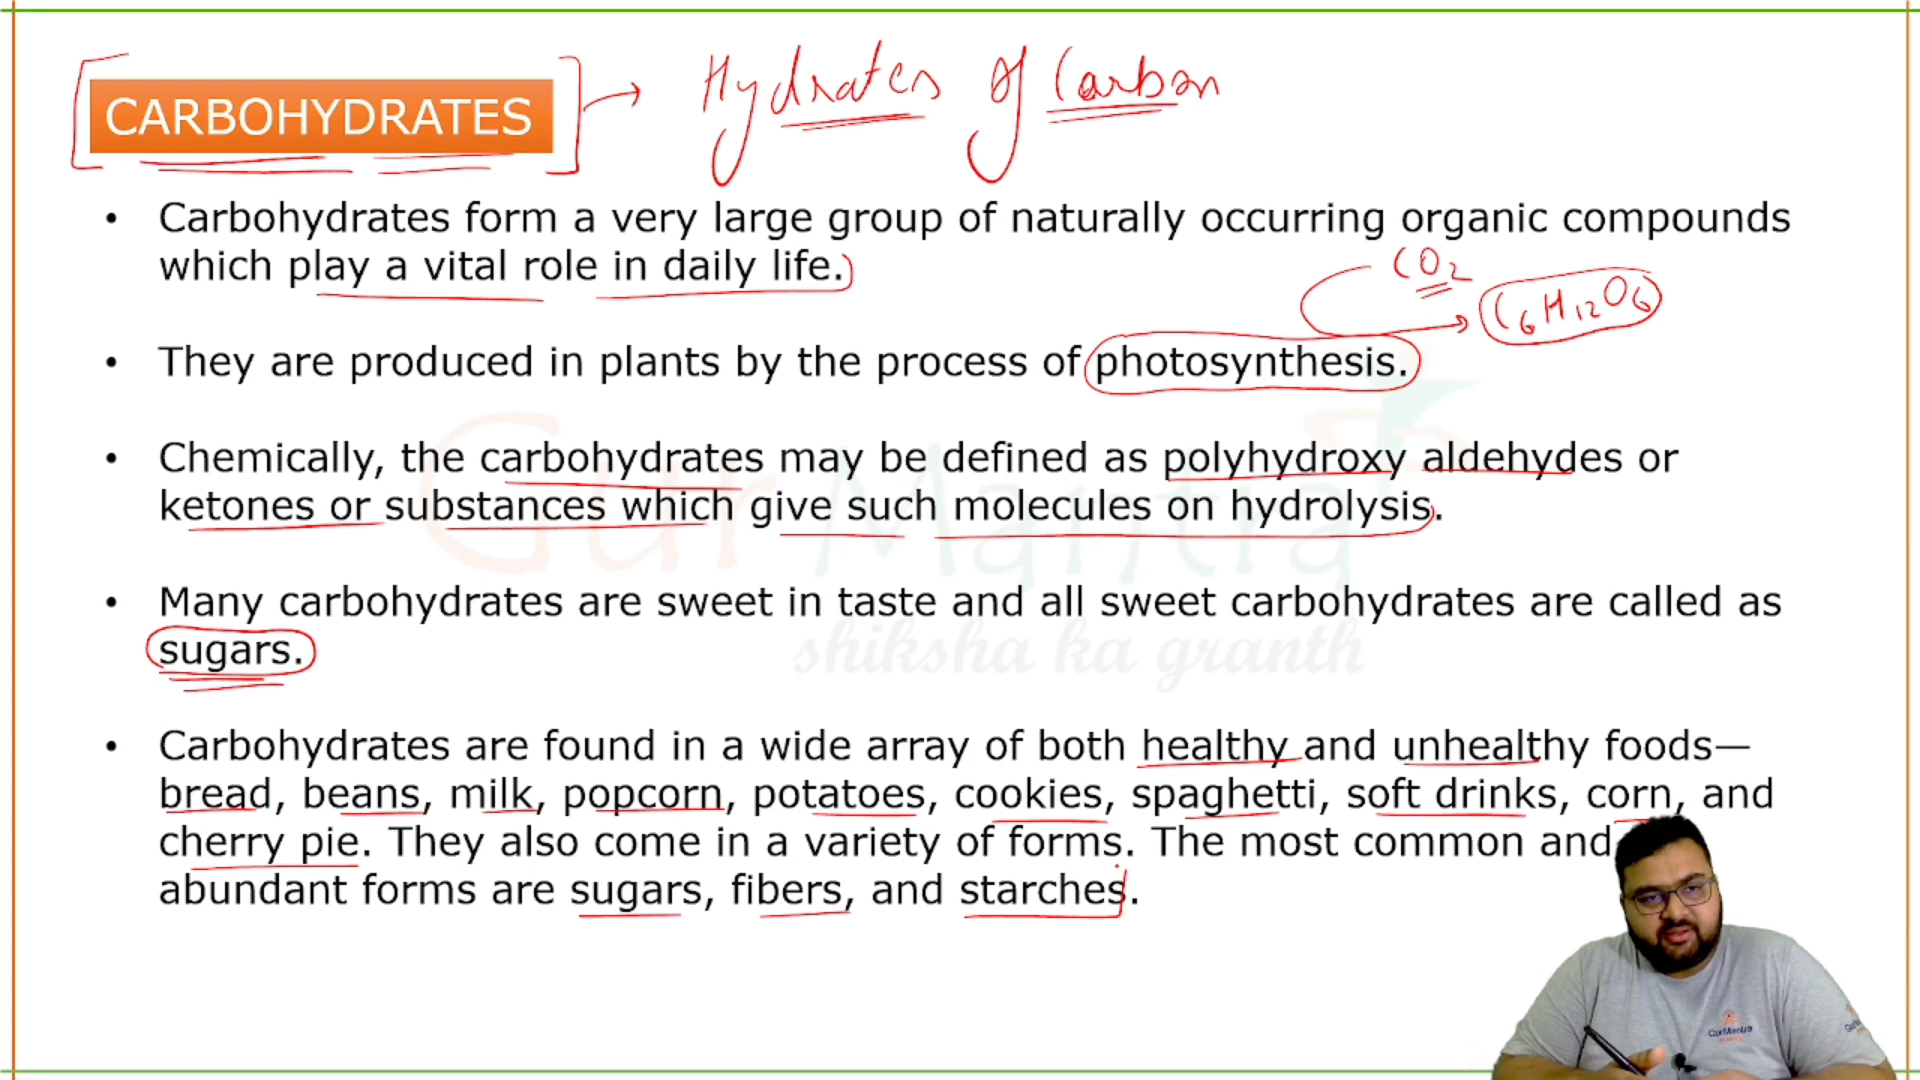 CARBOHYDRATES
Hydrates of Carbon
• Carbohydrates form a very large group of naturally occurring organic compounds
which play a vital role in daily life.
CO2
C6H12O6
• They are produced in plants by the process of photosynthesis.
• Chemically, the carbohydrates may be defined as polyhydroxy aldehydes or
ketones or substances which give such molecules on hydrolysis.
• Many carbohydrates are sweet in taste and all sweet carbohydrates are called as
sugars.
• Carbohydrates are found in a wide array of both healthy and unhealthy foods—
bread, beans, milk, popcorn, potatoes, cookies, spaghetti, soft drinks, corn, and
cherry pie. They also come in a variety of forms. The most common and
abundant forms are sugars, fibers, and starches.
Gur Mantra
shiksha ka granth
GurMantra